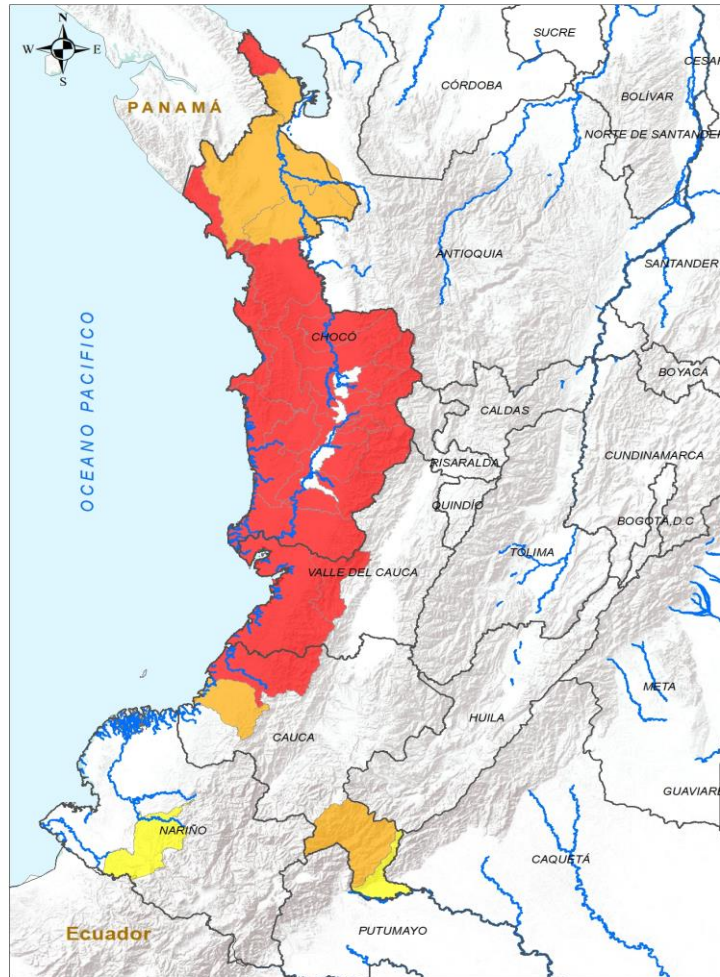 N
W E
S
SUCRE
CESAR
CÓRDOBA
BOLÍVAR
PANAMÁ
NORTE DE SANTANDER
ANTIOQUIA
SANTANDER
OCEANO PACIFICO
CHOCÓ
BOYACÁ
CALDAS
CUNDINAMARCA
RISARALDA
QUINDÍO
BOGOTÁ, D.C
TOLIMA
VALLE DEL CAUCA
META
HUILA
CAUCA
GUAVIARE
NARIÑO
CAQUETÁ
Ecuador
PUTUMAYO